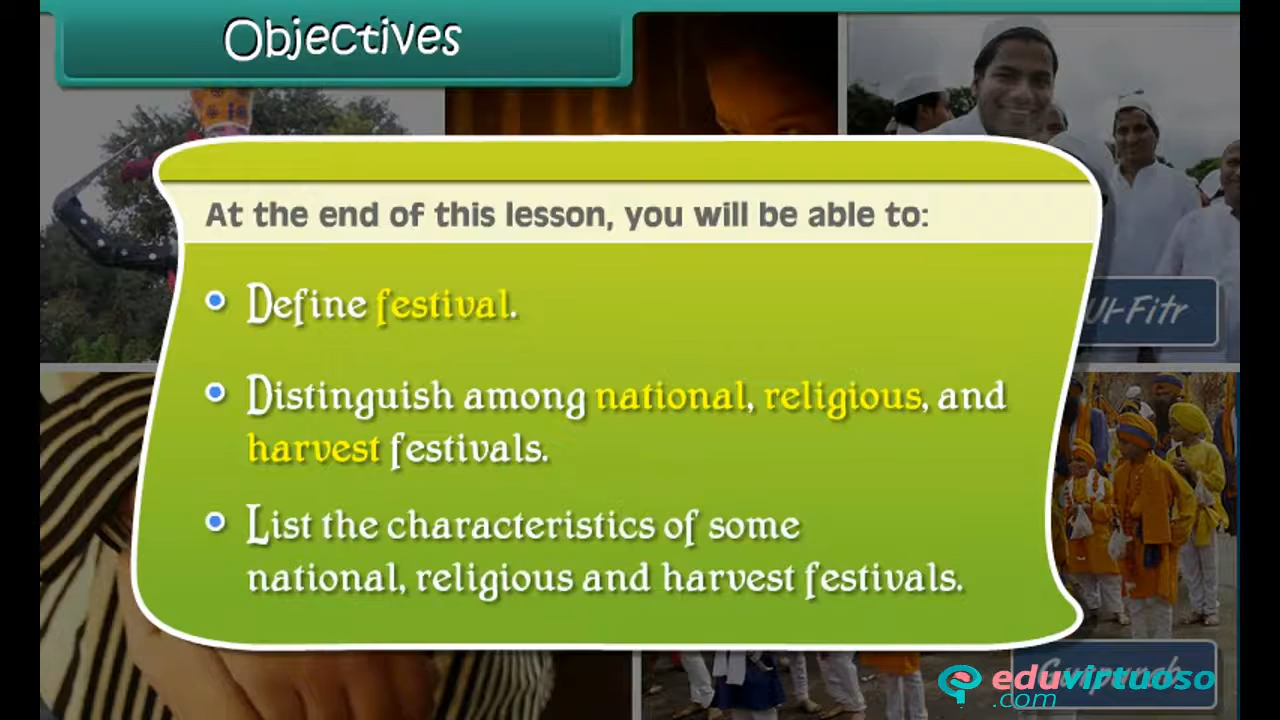 Objectives
At the end of this lesson, you will be able to:
Define festival.
Distinguish among national, religious, and
harvest festivals.
List the characteristics of some
national, religious and harvest festivals.
Ul-Fitr
eduvirtuoso
.com